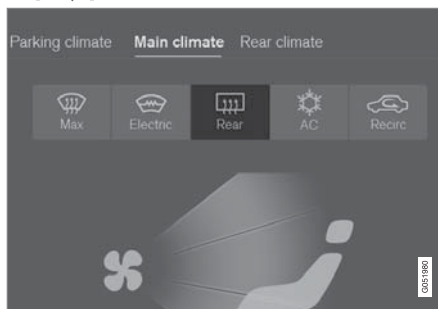 Parking climate Main climate Rear climate
Max Electric Rear AC Recirc
G051980